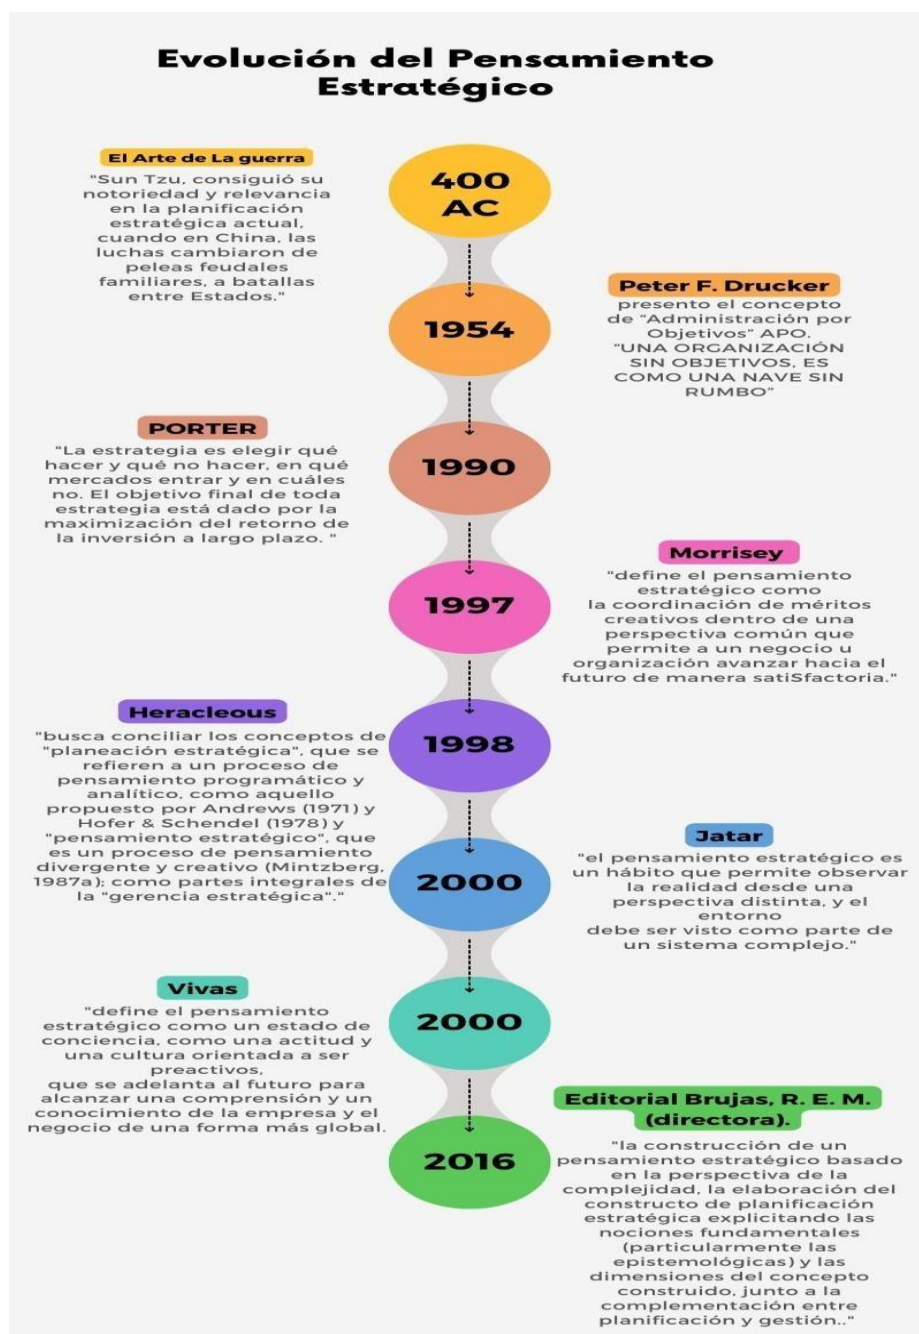 Evolución del Pensamiento
Estratégico
El Arte de La guerra
"Sun Tzu, consiguió su
notoriedad y relevancia
en la planificación
estratégica actual,
cuando en China, las
luchas cambiaron de
peleas feudales
familiares, a batallas
entre Estados."
400
AC
1954
Peter F. Drucker
presento el concepto
de "Administración por
Objetivos" APO.
"UNA ORGANIZACIÓN
SIN OBJETIVOS, ES
COMO UNA NAVE SIN
RUMBO"
PORTER
"La estrategia es elegir qué
hacer y qué no hacer, en qué
mercados entrar y en cuáles
no. El objetivo final de toda
estrategia está dado por la
maximización del retorno de
la inversión a largo plazo. "
1990
1997
Morrisey
"define el pensamiento
estratégico como
la coordinación de méritos
creativos dentro de una
perspectiva común que
permite a un negocio u
organización avanzar hacia el
futuro de manera satiSfactoria."
Heracleous
"busca conciliar los conceptos de
"planeación estratégica", que se
refieren a un proceso de
pensamiento programático y
analítico, como aquello
propuesto por Andrews (1971) y
Hofer & Schendel (1978) y
"pensamiento estratégico", que
es un proceso de pensamiento
divergente y creativo (Mintzberg,
1987a); como partes integrales de
la "gerencia estratégica"."
1998
2000
Jatar
"el pensamiento estratégico es
un hábito que permite observar
la realidad desde una
perspectiva distinta, y el
entorno
debe ser visto como parte de
un sistema complejo."
Vivas
"define el pensamiento
estratégico como un estado de
conciencia, como una actitud y
una cultura orientada a ser
preactivos,
que se adelanta al futuro para
alcanzar una comprensión y un
conocimiento de la empresa y el
negocio de una forma más global.
2000
2016
Editorial Brujas, R. E. M.
(directora).
"la construcción de un
pensamiento estratégico basado
en la perspectiva de la
complejidad, la elaboración del
constructo de planificación
estratégica explicitando las
nociones fundamentales
(particularmente las
epistemológicas) y las
dimensiones del concepto
construido, junto a la
complementación entre
planificación y gestión.."